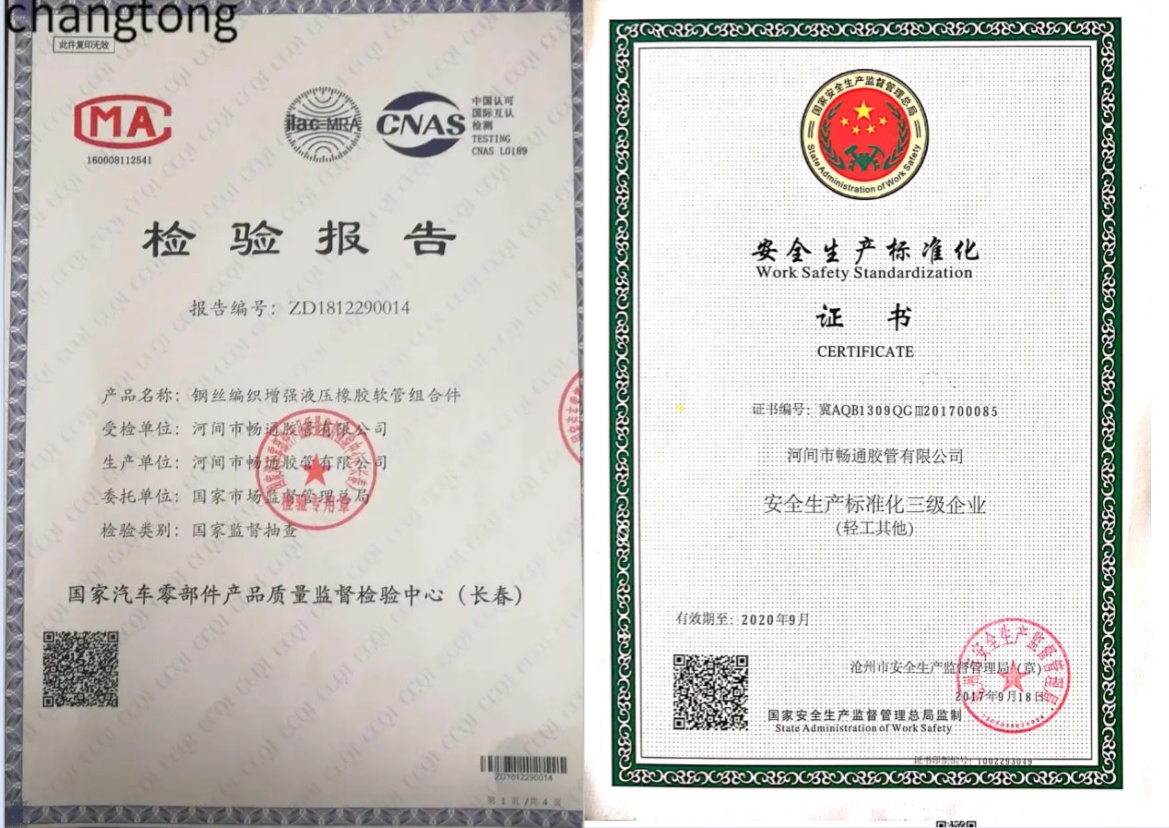 changtong
此件复印无效
MA
160008112541
ilac-MRA
CNAS
中国认可
国际互认
检测
TESTING
CNAS L0189
检验报告
报告编号：ZD1812290014
产品名称：钢丝编织增强液压橡胶软管组合件
受检单位：河间市畅通胶管有限公司
生产单位：河间市畅通胶管有限公司
委托单位：国家市场监督管理总局
检验类别：国家监督抽查
检验专用章
国家汽车零部件产品质量监督检验中心（长春）
ZD1812290014
第 1 页 /共 4 页
国家安全生产监督管理总局
State Administration of Work Safety
安全生产标准化
Work Safety Standardization
证书
CERTIFICATE
证书编号：冀AQB1309QGⅢ201700085
河间市畅通胶管有限公司
安全生产标准化三级企业
（轻工其他）
有效期至：2020年9月
沧州市安全生产监督管理局（章）
2017年9月18日
国家安全生产监督管理总局监制
State Administration of Work Safety
证书印制编号：1002293049